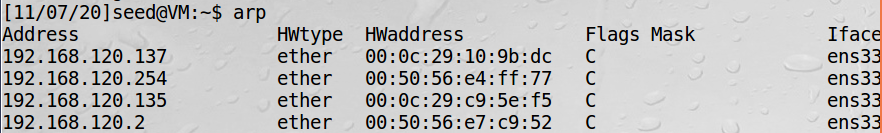 [11/07/20]seed@VM:~$ arp
Address HWtype HWaddress Flags Mask Iface
192.168.120.137 ether 00:0c:29:10:9b:dc C ens33
192.168.120.254 ether 00:50:56:e4:ff:77 C ens33
192.168.120.135 ether 00:0c:29:c9:5e:f5 C ens33
192.168.120.2 ether 00:50:56:e7:c9:52 C ens33